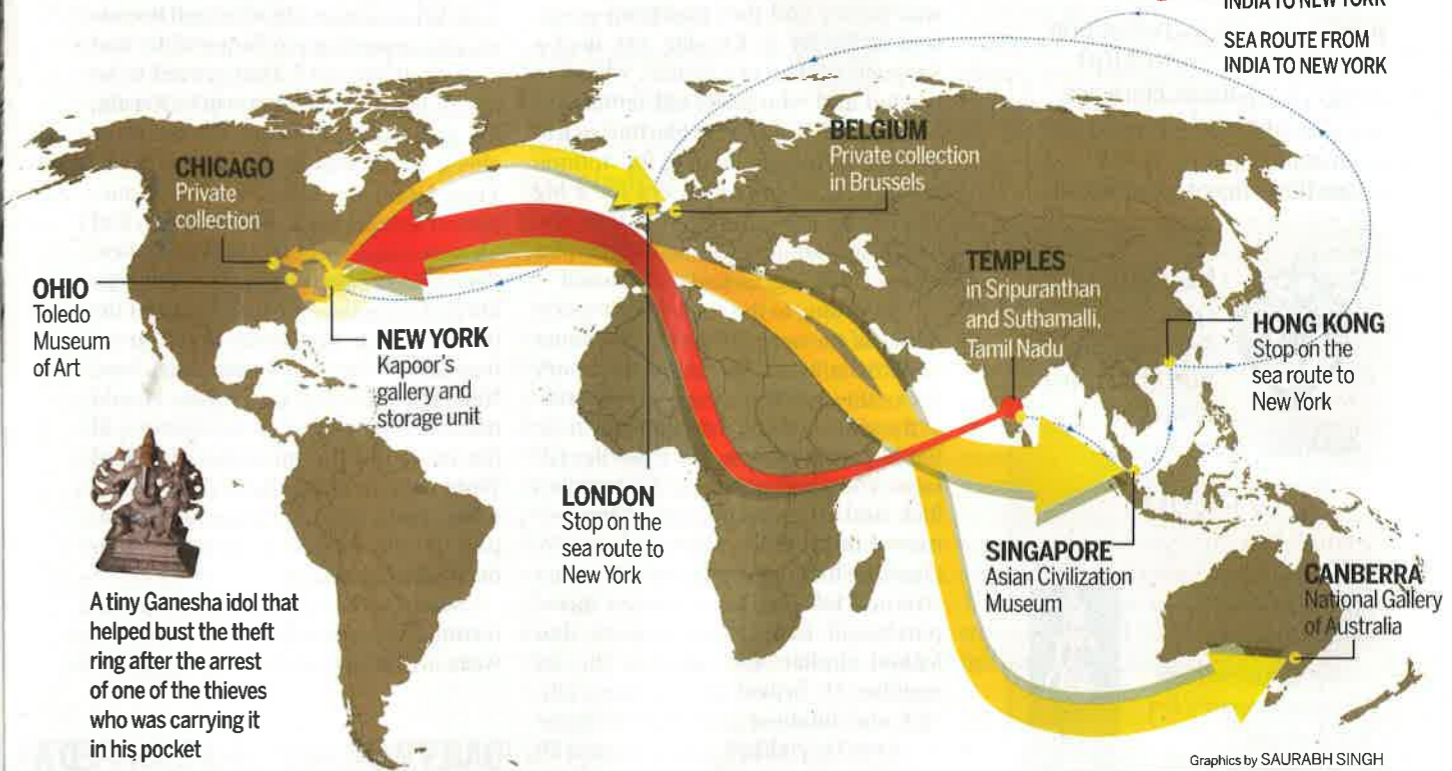 INDIA TO NEW YORK
SEA ROUTE FROM
INDIA TO NEW YORK
CHICAGO
Private
collection
BELGIUM
Private collection
in Brussels
OHIO
Toledo
Museum
of Art
NEW YORK
Kapoor's
gallery and
storage unit
TEMPLES
in Sripuranthan
and Suthamalli,
Tamil Nadu
HONG KONG
Stop on the
sea route to
New York
LONDON
Stop on the
sea route to
New York
SINGAPORE
Asian Civilization
Museum
CANBERRA
National Gallery
of Australia
A tiny Ganesha idol that
helped bust the theft
ring after the arrest
of one of the thieves
who was carrying it
in his pocket
Graphics by SAURABH SINGH